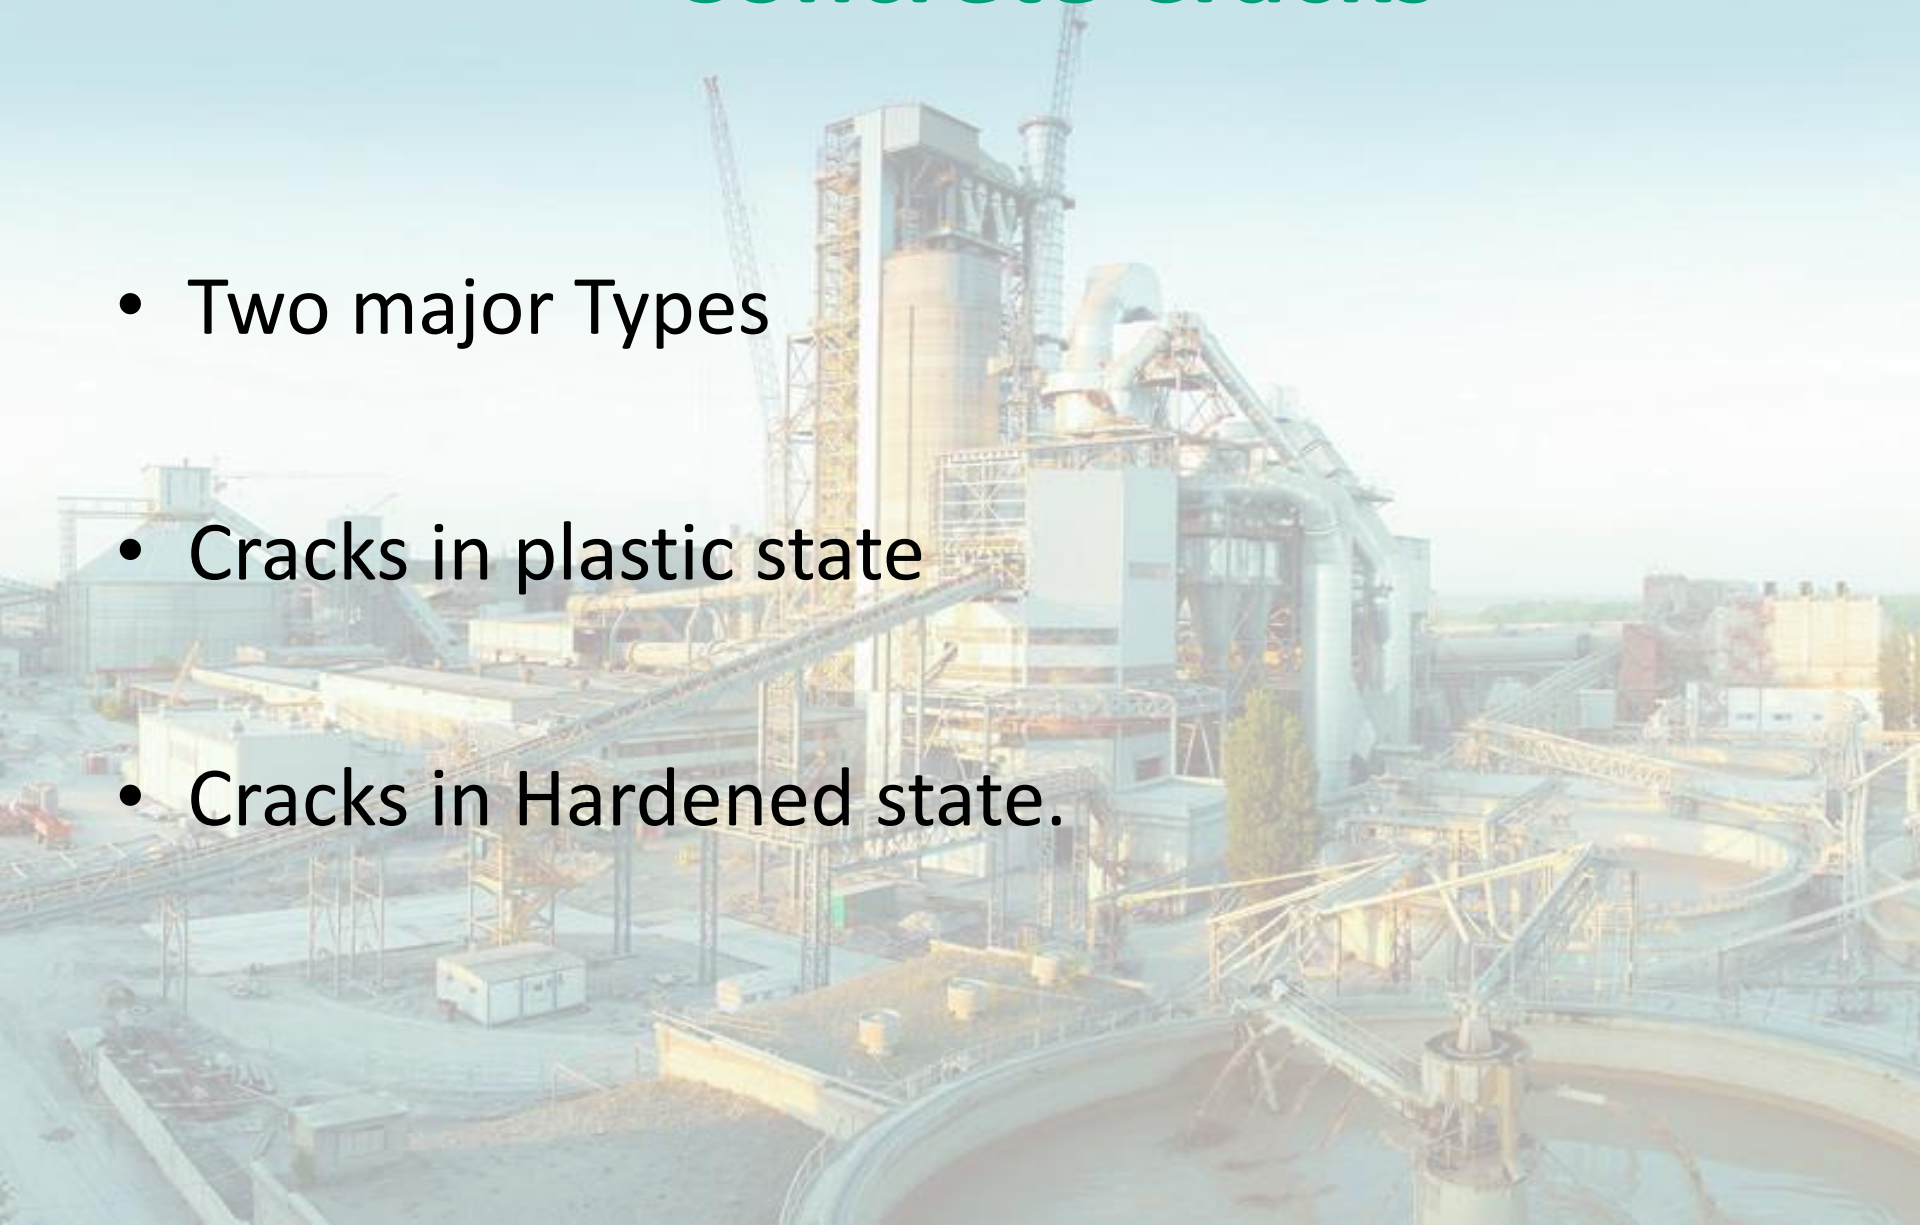 • Two major Types
• Cracks in plastic state
• Cracks in Hardened state.